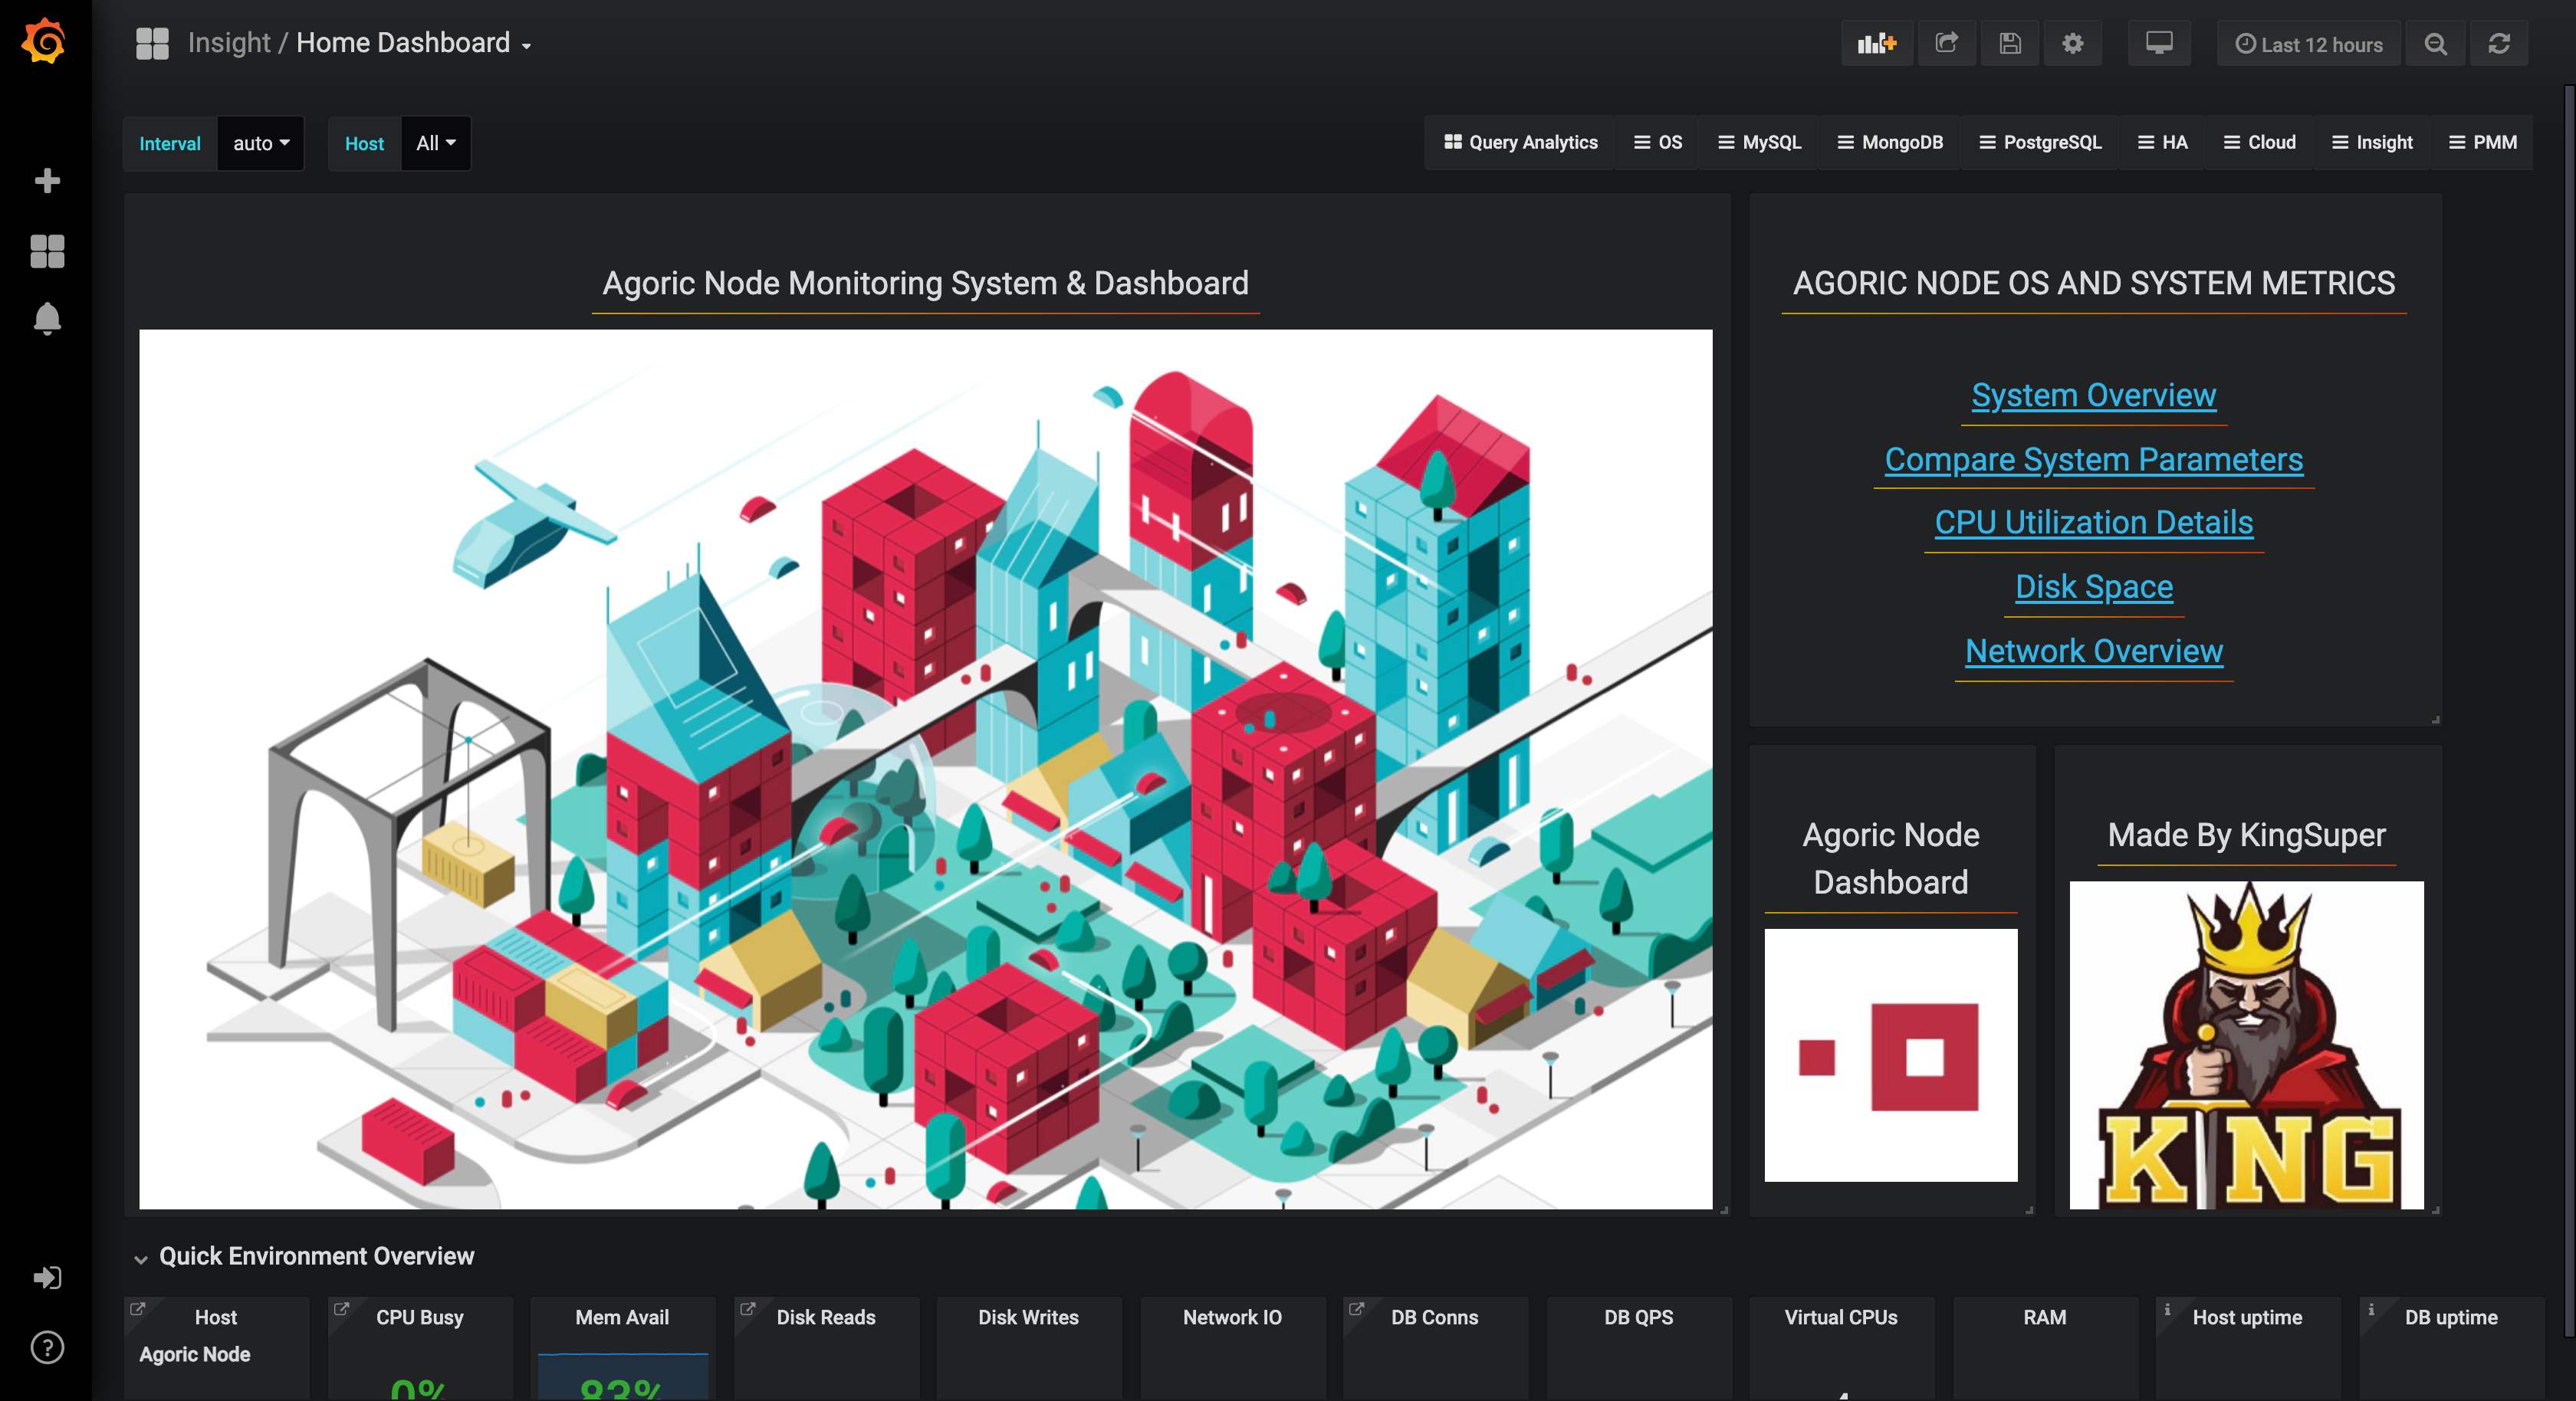 Insight / Home Dashboard
Last 12 hours
Interval auto Host All
Query Analytics OS MySQL MongoDB PostgreSQL HA Cloud Insight PMM
Agoric Node Monitoring System & Dashboard
AGORIC NODE OS AND SYSTEM METRICS
System Overview
Compare System Parameters
CPU Utilization Details
Disk Space
Network Overview
Agoric Node
Dashboard
Made By KingSuper
KING
Quick Environment Overview
Host CPU Busy Mem Avail Disk Reads Disk Writes Network IO DB Conns DB QPS Virtual CPUs RAM Host uptime DB uptime
Agoric Node
0% 83%